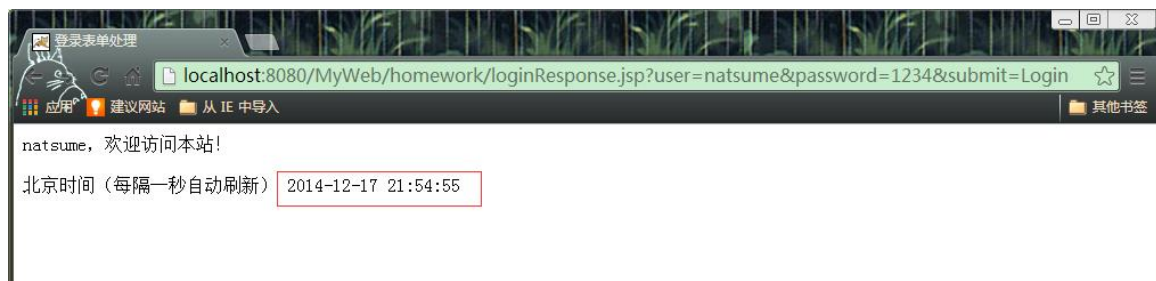 登录表单处理
localhost:8080/MyWeb/homework/loginResponse.jsp?user=natsume&password=1234&submit=Login
应用 建议网站 从 IE 中导入 其他书签
natsume，欢迎访问本站！
北京时间（每隔一秒自动刷新） 2014-12-17 21:54:55